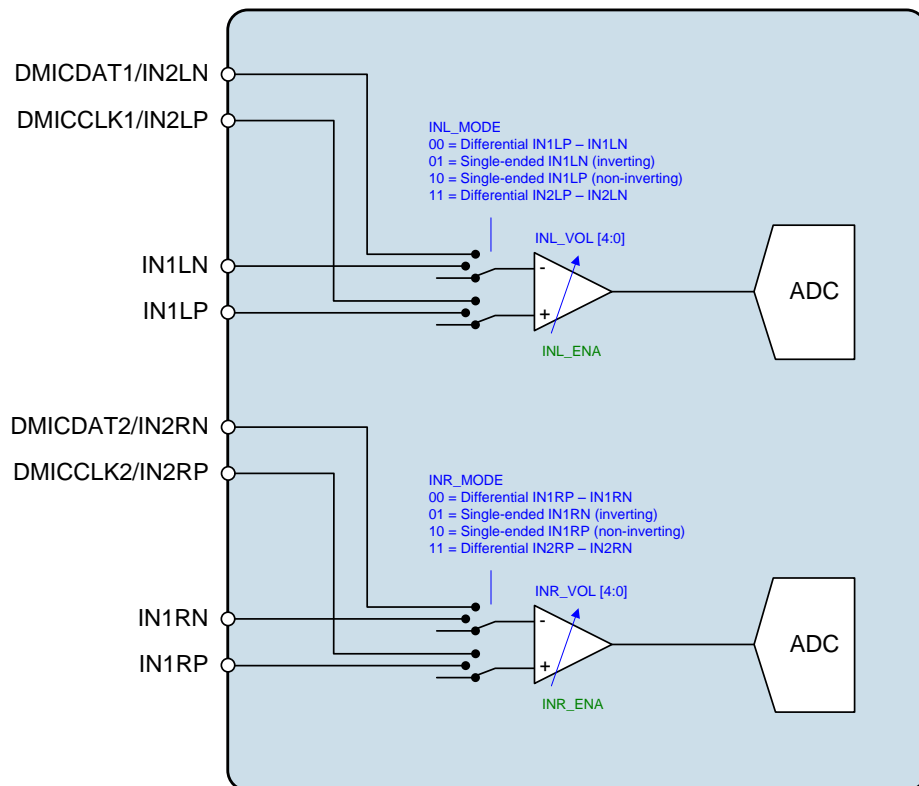 DMICDAT1/IN2LN
DMICCLK1/IN2LP
INL_MODE
00 = Differential IN1LP – IN1LN
01 = Single-ended IN1LN (inverting)
10 = Single-ended IN1LP (non-inverting)
11 = Differential IN2LP – IN2LN
INL_VOL [4:0]
IN1LN
-
ADC
IN1LP
+
INL_ENA
DMICDAT2/IN2RN
DMICCLK2/IN2RP
INR_MODE
00 = Differential IN1RP – IN1RN
01 = Single-ended IN1RN (inverting)
10 = Single-ended IN1RP (non-inverting)
11 = Differential IN2RP – IN2RN
INR_VOL [4:0]
IN1RN
-
ADC
IN1RP
+
INR_ENA